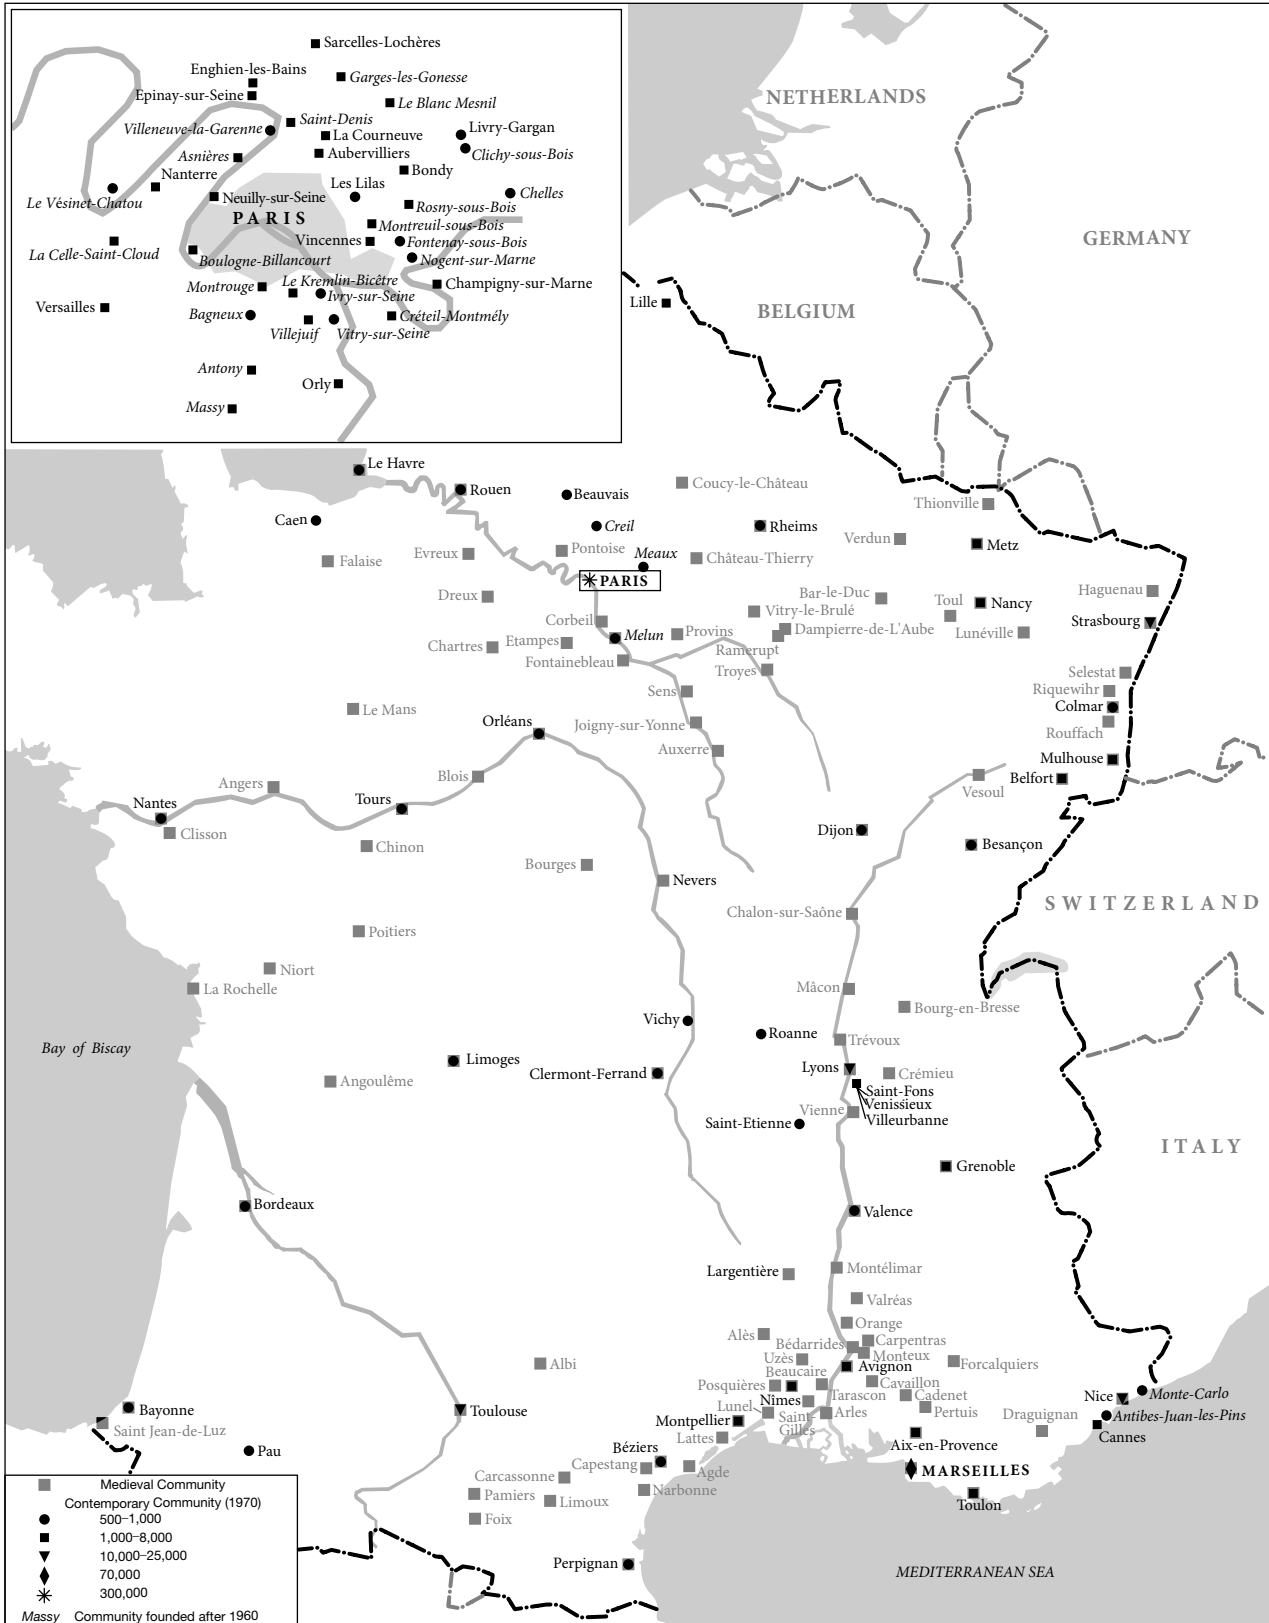 Sarcelles-Lochères
Enghien-les-Bains
Garges-les-Gonesse
Epinay-sur-Seine
Le Blanc Mesnil
Saint-Denis
Villeneuve-la-Garenne
Livry-Gargan
La Courneuve
Asnières
Aubervilliers
Clichy-sous-Bois
Nanterre
Bondy
Les Lilas
Chelles
Le Vésinet-Chatou
Neuilly-sur-Seine
Rosny-sous-Bois
PARIS
Montreuil-sous-Bois
Vincennes
Fontenay-sous-Bois
La Celle-Saint-Cloud
Boulogne-Billancourt
Nogent-sur-Marne
Le Kremlin-Bicêtre
Montrouge
Champigny-sur-Marne
Ivry-sur-Seine
Versailles
Bagneux
Créteil-Montmély
Villejuif
Vitry-sur-Seine
Antony
Orly
Massy
NETHERLANDS
GERMANY
BELGIUM
Lille
Le Havre
Rouen
Beauvais
Coucy-le-Château
Thionville
Caen
Creil
Rheims
Verdun
Metz
Falaise
Evreux
Pontoise
Meaux
Château-Thierry
PARIS
Dreux
Bar-le-Duc
Haguenau
Vitry-le-Brulé
Toul
Nancy
Corbeil
Strasbourg
Chartres
Etampes
Melun
Provins
Dampierre-de-L'Aube
Lunéville
Fontainebleau
Ramerupt
Troyes
Selestat
Sens
Riquewihr
Le Mans
Colmar
Orléans
Joigny-sur-Yonne
Rouffach
Auxerre
Mulhouse
Angers
Blois
Belfort
Vesoul
Nantes
Tours
Clisson
Chinon
Dijon
Besançon
Bourges
Nevers
SWITZERLAND
Chalon-sur-Saône
Poitiers
Niort
La Rochelle
Mâcon
Bourg-en-Bresse
Vichy
Roanne
Bay of Biscay
Trévoux
Limoges
Lyons
Clermont-Ferrand
Crémieu
Angoulême
Saint-Fons
Venissieux
Vienne
Villeurbanne
Saint-Etienne
ITALY
Grenoble
Bordeaux
Valence
Largentière
Montélimar
Valréas
Orange
Alès
Bédarrides
Carpentras
Uzès
Monteux
Albi
Avignon
Forcalquiers
Beaucaire
Posquières
Cavaillon
Nîmes
Tarascon
Cadenet
Nice
Monte-Carlo
Bayonne
Toulouse
Lunel
Saint-
Gilles
Arles
Pertuis
Draguignan
Antibes-Juan-les-Pins
Saint Jean-de-Luz
Montpellier
Lattes
Cannes
Pau
Béziers
Aix-en-Provence
Capestang
Agde
MARSEILLES
Carcassonne
Narbonne
Pamiers
Limoux
Toulon
Foix
Perpignan
MEDITERRANEAN SEA
Medieval Community
Contemporary Community (1970)
500–1,000
1,000–8,000
10,000–25,000
70,000
300,000
Massy Community founded after 1960